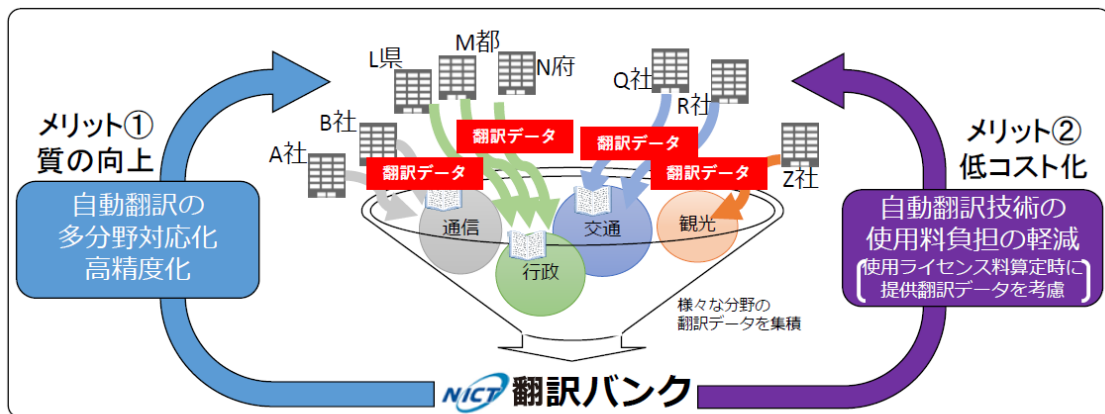 メリット①
質の向上
自動翻訳の
多分野対応化
高精度化
A社
B社
L県
M都
N府
Q社
R社
Z社
翻訳データ
翻訳データ
翻訳データ
翻訳データ
通信
行政
交通
観光
様々な分野の
翻訳データを集積
メリット②
低コスト化
自動翻訳技術の
使用料負担の軽減
使用ライセンス料算定時に
提供翻訳データを考慮
NICT 翻訳バンク